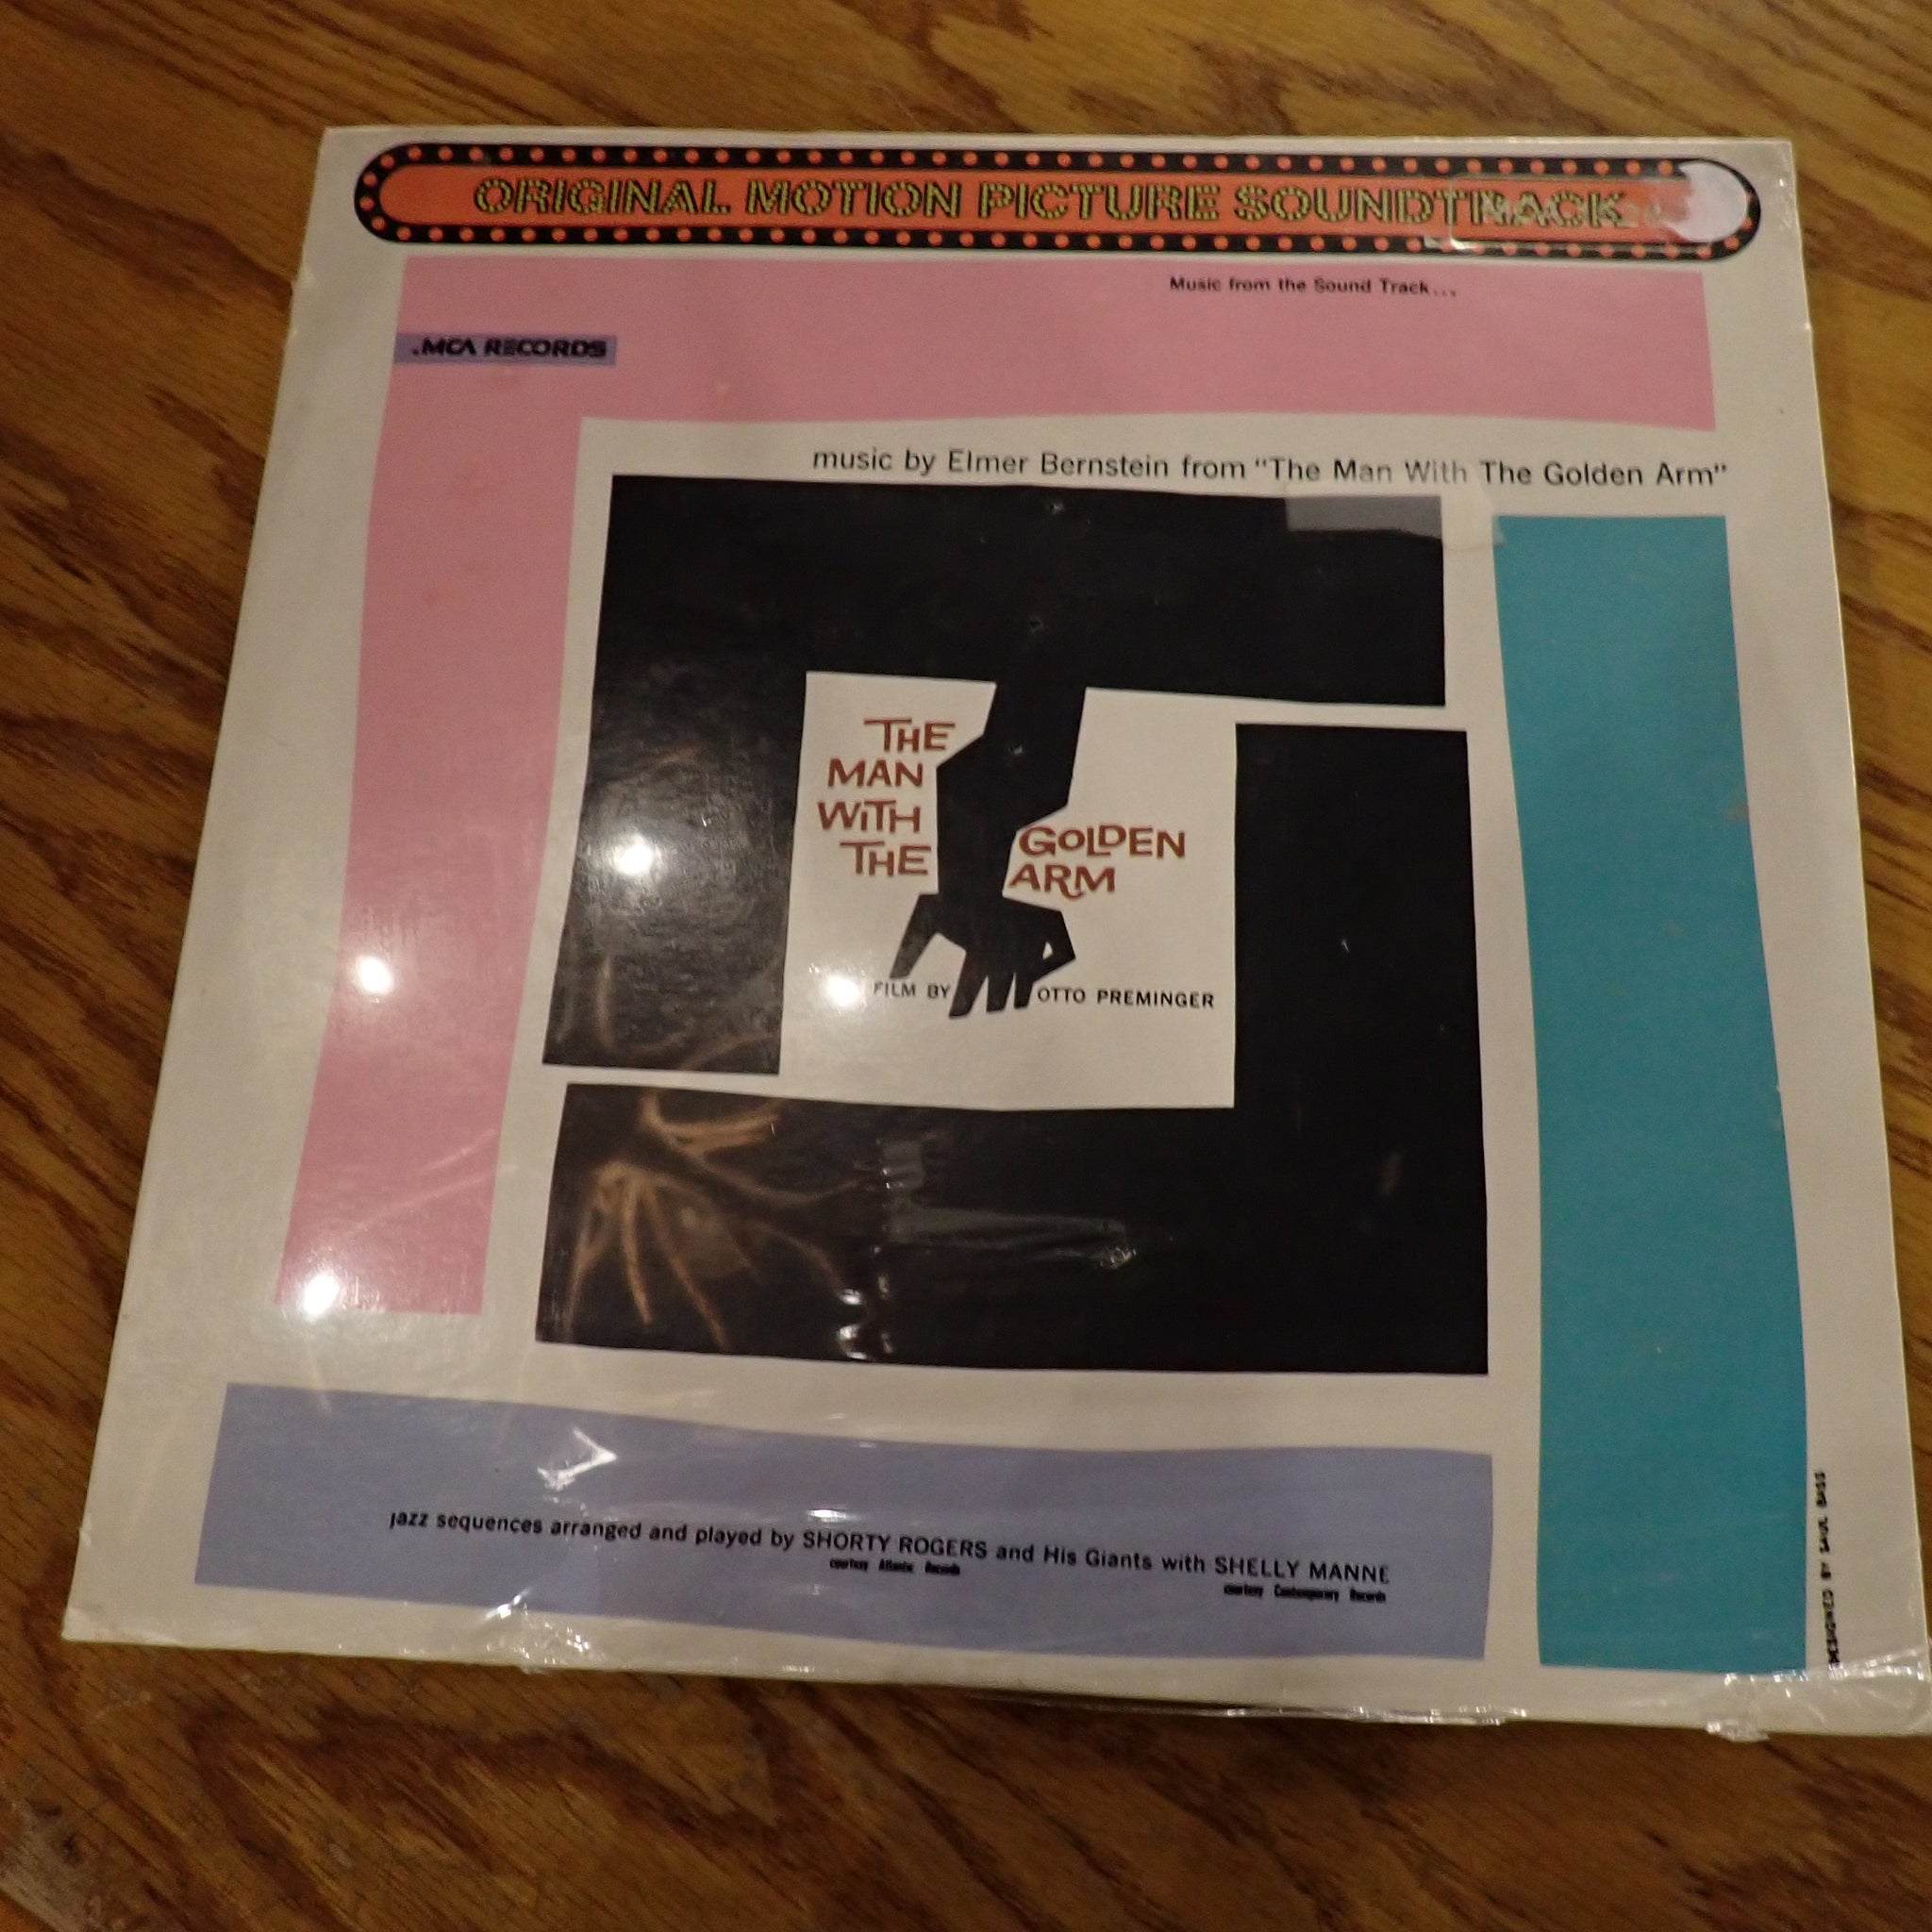 ORIGINAL MOTION PICTURE SOUNDTRACK
Music from the Sound Track...
.MCA RECORDS
music by Elmer Bernstein from "The Man With The Golden Arm"
THE
MAN
WiTH
THE
GOLDEN
ARM
FILM BY OTTO PREMINGER
jazz sequences arranged and played by SHORTY ROGERS and His Giants with SHELLY MANNE
courtesy Atlantic Records
courtesy Contemporary Records
DESIGNED BY SAUL BASS